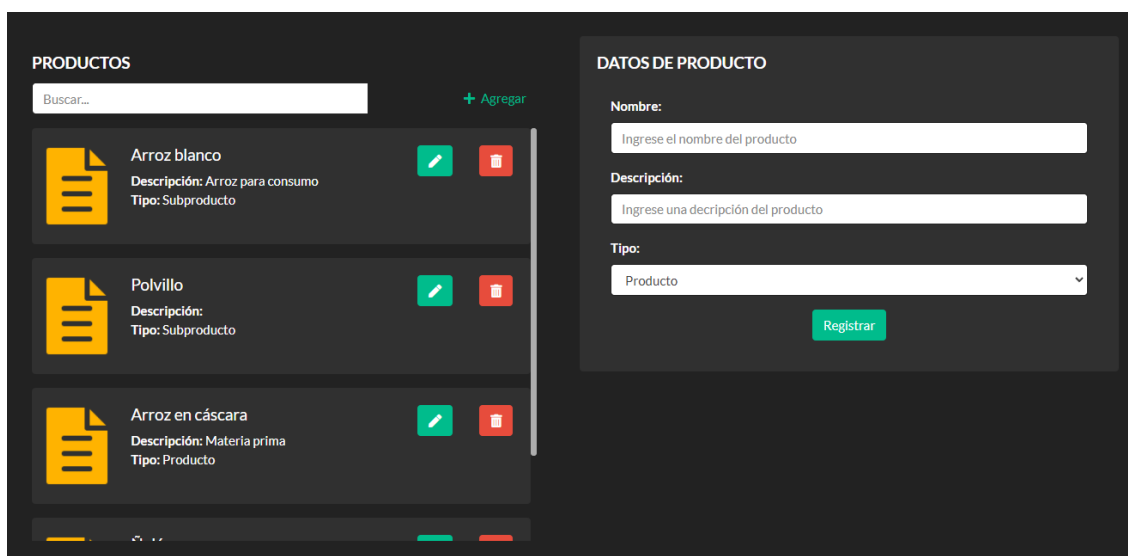 PRODUCTOS
Buscar...
+ Agregar
Arroz blanco
Descripción: Arroz para consumo
Tipo: Subproducto
Polvillo
Descripción:
Tipo: Subproducto
Arroz en cáscara
Descripción: Materia prima
Tipo: Producto
DATOS DE PRODUCTO
Nombre:
Ingrese el nombre del producto
Descripción:
Ingrese una decripción del producto
Tipo:
Producto
Registrar